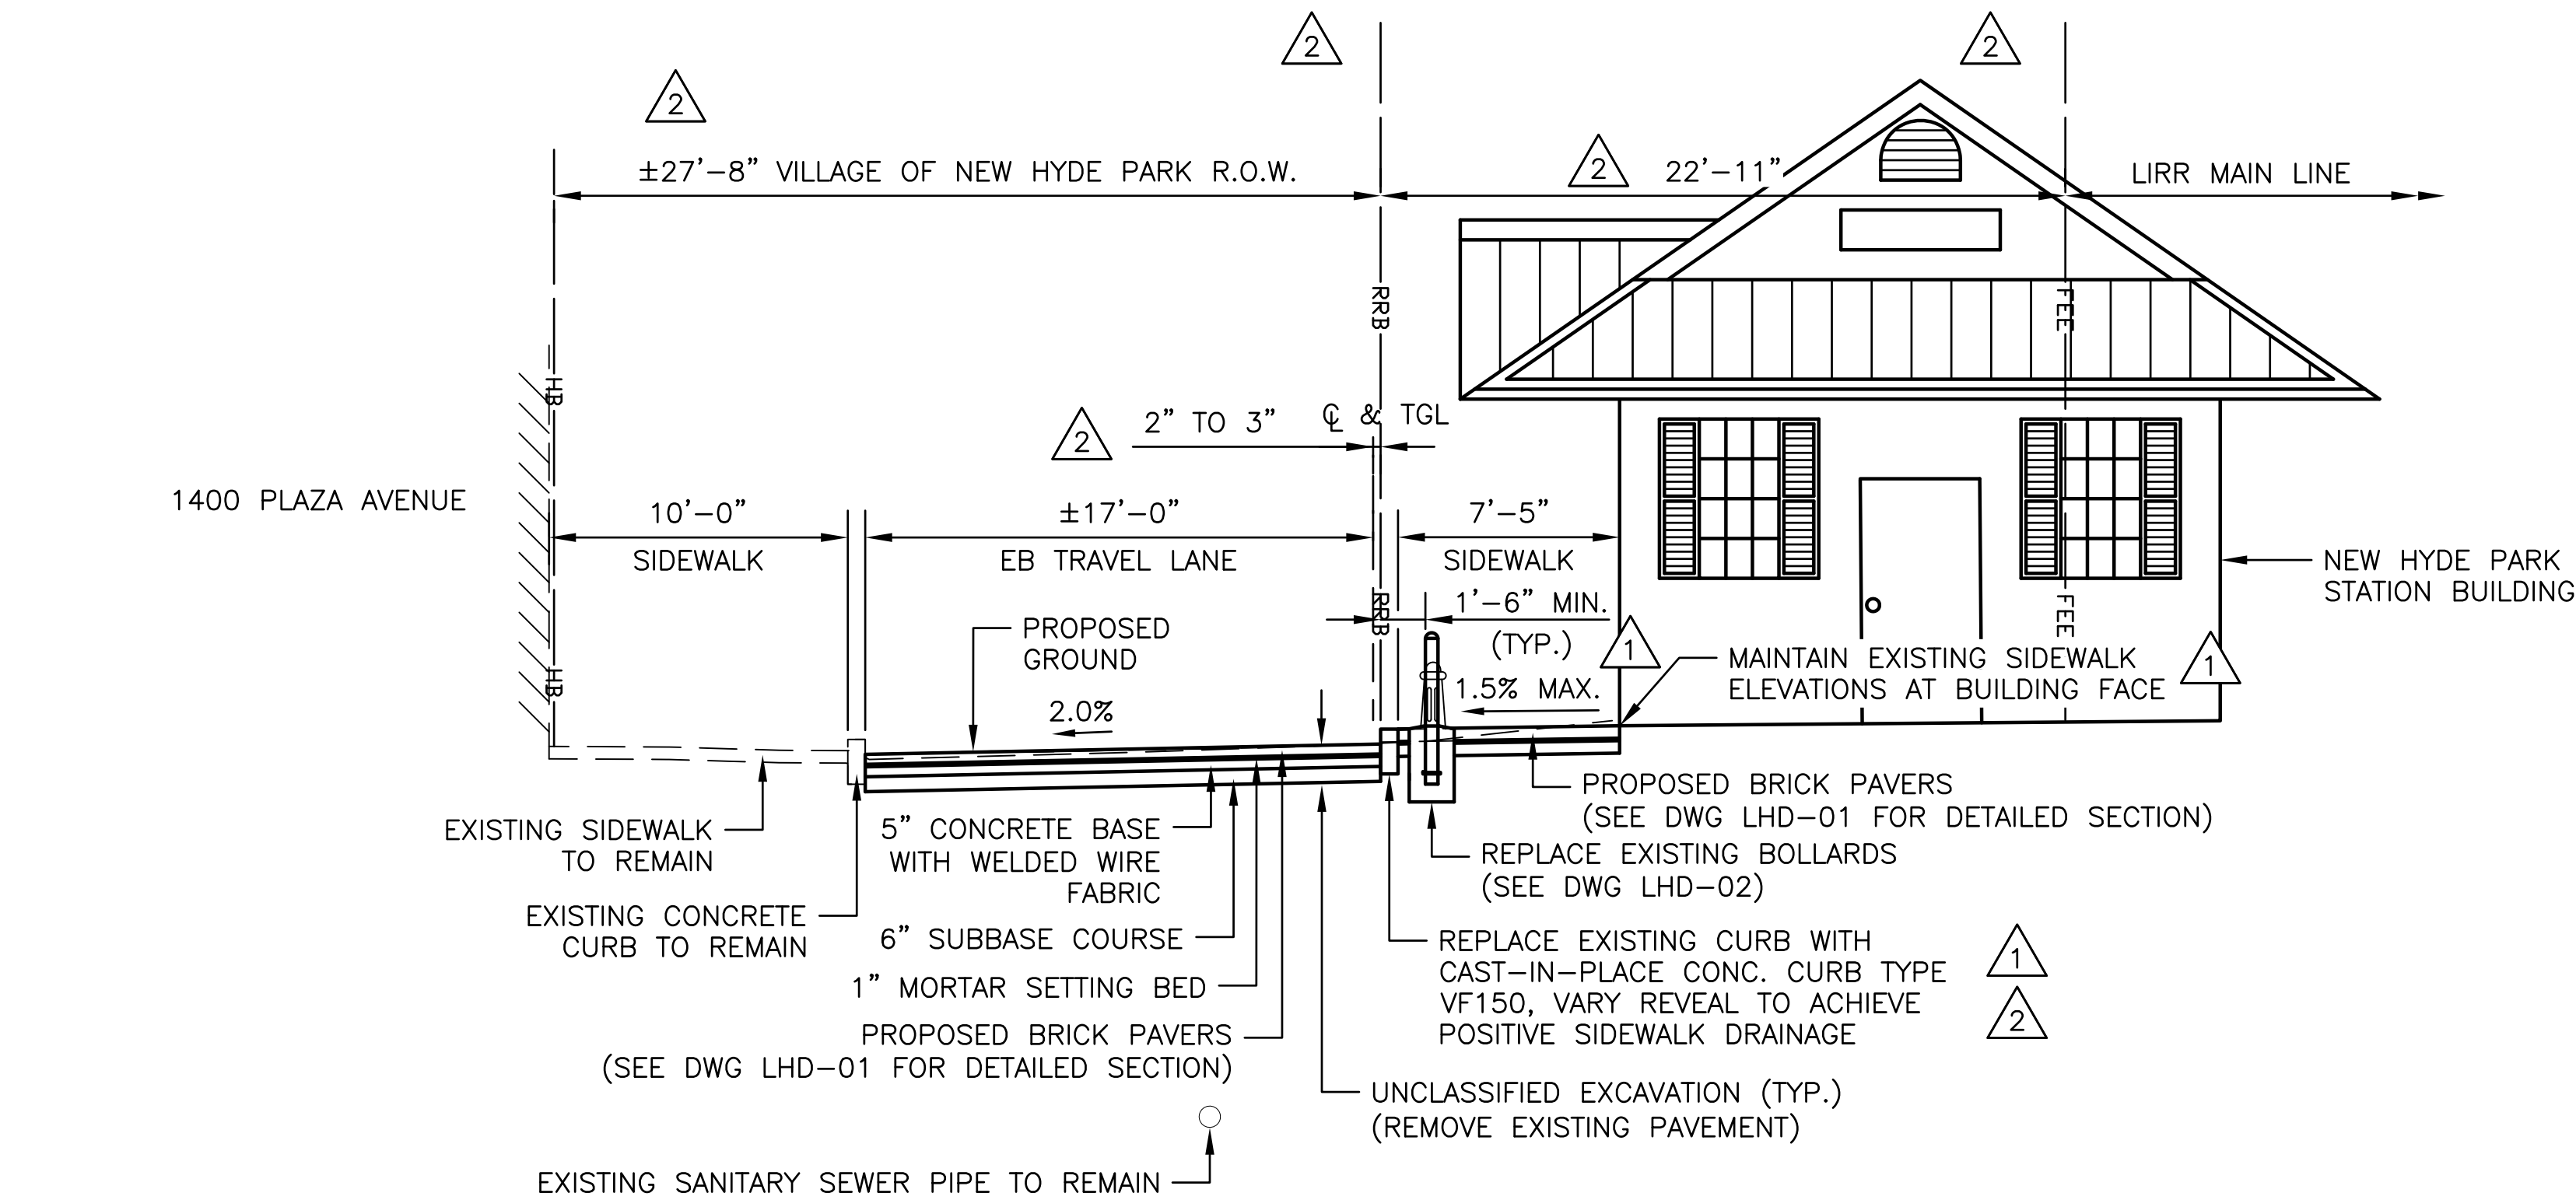 2
2
2
±27’-8” VILLAGE OF NEW HYDE PARK R.O.W.
2
22’-11”
LIRR MAIN LINE
RRB
FEE
HB
2
2” TO 3”
℄ & TGL
1400 PLAZA AVENUE
10’-0”
SIDEWALK
±17’-0”
EB TRAVEL LANE
7’-5”
SIDEWALK
NEW HYDE PARK
STATION BUILDING
RRB
1’-6” MIN.
(TYP.)
FEE
PROPOSED
GROUND
1
MAINTAIN EXISTING SIDEWALK
ELEVATIONS AT BUILDING FACE
1
HB
2.0%
1.5% MAX.
EXISTING SIDEWALK
TO REMAIN
EXISTING CONCRETE
CURB TO REMAIN
5” CONCRETE BASE
WITH WELDED WIRE
FABRIC
6” SUBBASE COURSE
1” MORTAR SETTING BED
PROPOSED BRICK PAVERS
(SEE DWG LHD-01 FOR DETAILED SECTION)
PROPOSED BRICK PAVERS
(SEE DWG LHD-01 FOR DETAILED SECTION)
REPLACE EXISTING BOLLARDS
(SEE DWG LHD-02)
REPLACE EXISTING CURB WITH
CAST-IN-PLACE CONC. CURB TYPE
VF150, VARY REVEAL TO ACHIEVE
POSITIVE SIDEWALK DRAINAGE
1
2
UNCLASSIFIED EXCAVATION (TYP.)
(REMOVE EXISTING PAVEMENT)
EXISTING SANITARY SEWER PIPE TO REMAIN